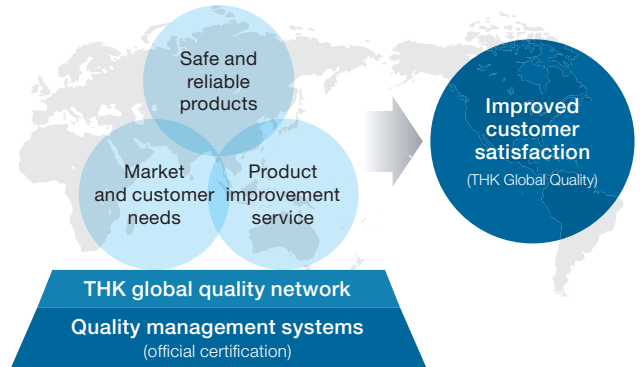 Safe and
reliable
products
Market
and customer
needs
Product
improvement
service
Improved
customer
satisfaction
(THK Global Quality)
THK global quality network
Quality management systems
(official certification)